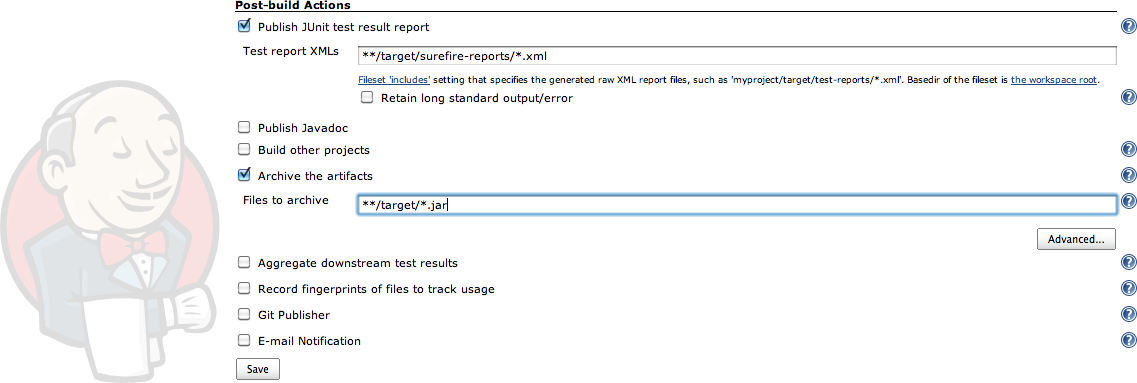 Post-build Actions
Publish JUnit test result report
Test report XMLs
**/target/surefire-reports/*.xml
Fileset 'includes' setting that specifies the generated raw XML report files, such as 'myproject/target/test-reports/*.xml'. Basedir of the fileset is the workspace root.
Retain long standard output/error
Publish Javadoc
Build other projects
Archive the artifacts
Files to archive
**/target/*.jar
Advanced...
Aggregate downstream test results
Record fingerprints of files to track usage
Git Publisher
E-mail Notification
Save